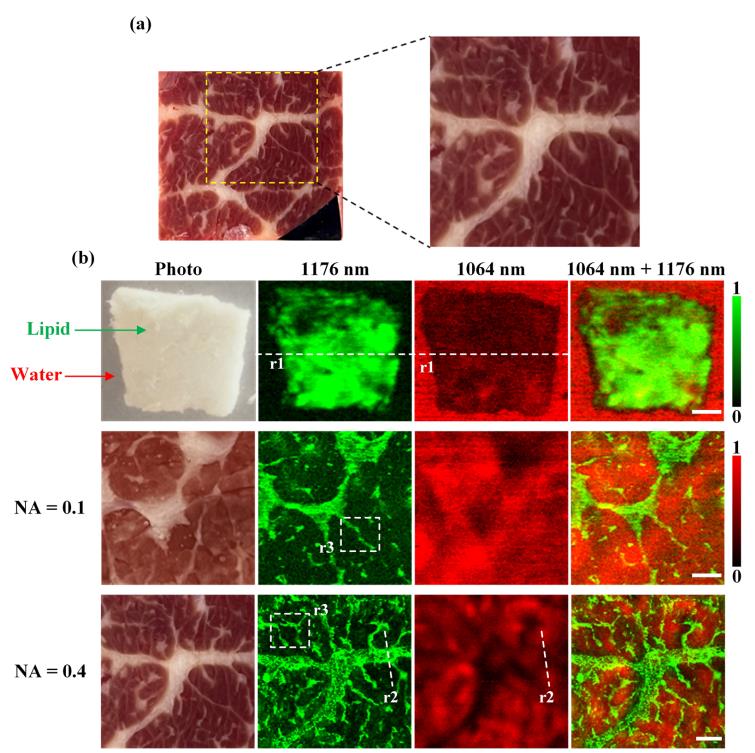 (a)
(b)
Photo 1176 nm 1064 nm 1064 nm + 1176 nm
Lipid
Water
r1
r1
1
0
NA = 0.1
r3
1
0
NA = 0.4
r3
r2
r2